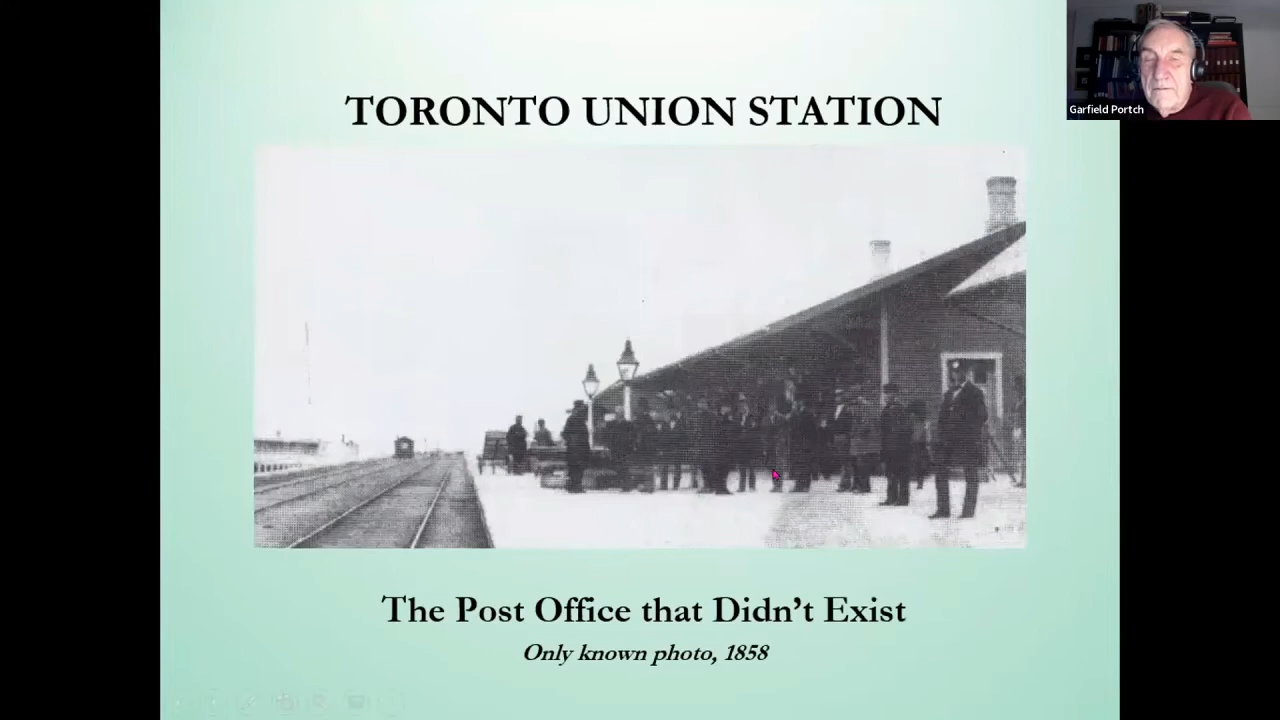 TORONTO UNION STATION
Garfield Portch
The Post Office that Didn't Exist
Only known photo, 1858